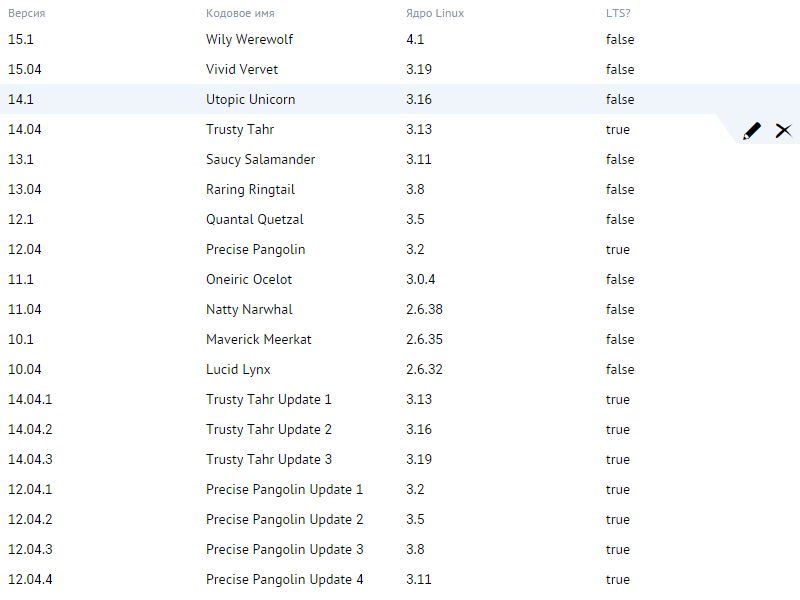 Версия Кодовое имя Ядро Linux LTS?
15.1 Wily Werewolf 4.1 false
15.04 Vivid Vervet 3.19 false
14.1 Utopic Unicorn 3.16 false
14.04 Trusty Tahr 3.13 true
13.1 Saucy Salamander 3.11 false
13.04 Raring Ringtail 3.8 false
12.1 Quantal Quetzal 3.5 false
12.04 Precise Pangolin 3.2 true
11.1 Oneiric Ocelot 3.0.4 false
11.04 Natty Narwhal 2.6.38 false
10.1 Maverick Meerkat 2.6.35 false
10.04 Lucid Lynx 2.6.32 false
14.04.1 Trusty Tahr Update 1 3.13 true
14.04.2 Trusty Tahr Update 2 3.16 true
14.04.3 Trusty Tahr Update 3 3.19 true
12.04.1 Precise Pangolin Update 1 3.2 true
12.04.2 Precise Pangolin Update 2 3.5 true
12.04.3 Precise Pangolin Update 3 3.8 true
12.04.4 Precise Pangolin Update 4 3.11 true